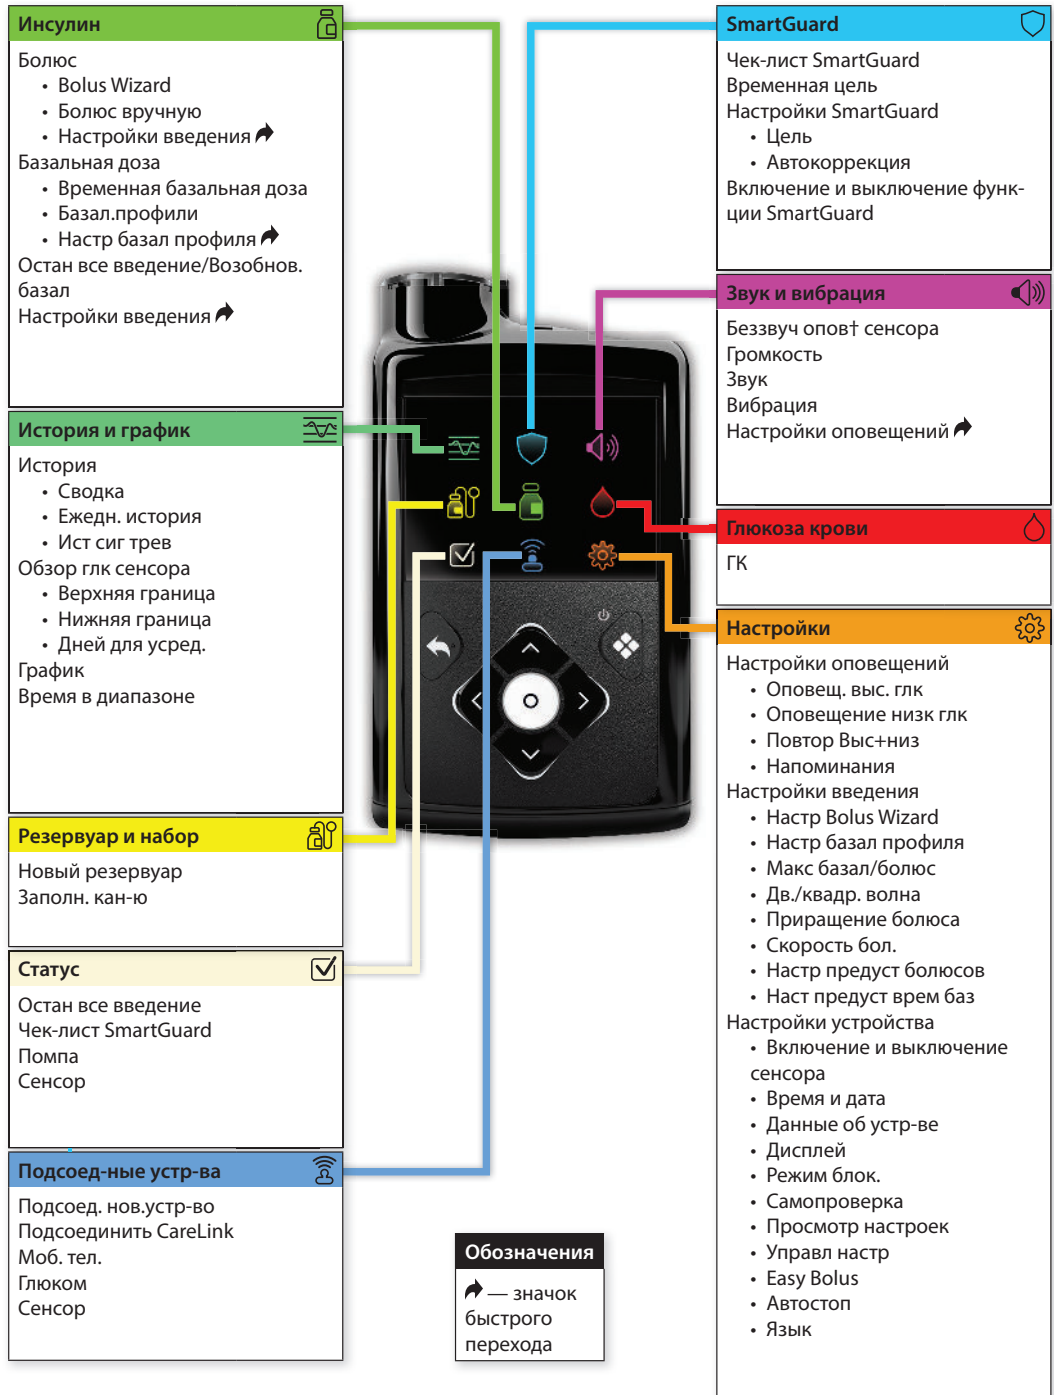 Инсулин
Болюс
• Bolus Wizard
• Болюс вручную
• Настройки введения
Базальная доза
• Временная базальная доза
• Базал.профили
• Настр базал профиля
Остан все введение/Возобнов.
базал
Настройки введения
История и график
История
• Сводка
• Ежедн. история
• Ист сиг трев
Обзор глк сенсора
• Верхняя граница
• Нижняя граница
• Дней для усред.
График
Время в диапазоне
Резервуар и набор
Новый резервуар
Заполн. кан-ю
Статус
Остан все введение
Чек-лист SmartGuard
Помпа
Сенсор
Подсоед-ные устр-ва
Подсоед. нов.устр-во
Подсоединить CareLink
Моб. тел.
Глюком
Сенсор
SmartGuard
Чек-лист SmartGuard
Временная цель
Настройки SmartGuard
• Цель
• Автокоррекция
Включение и выключение функ-
ции SmartGuard
Звук и вибрация
Беззвуч опов† сенсора
Громкость
Звук
Вибрация
Настройки оповещений
Глюкоза крови
ГК
Настройки
Настройки оповещений
• Оповещ. выс. глк
• Оповещение низк глк
• Повтор Выс+низ
• Напоминания
Настройки введения
• Настр Bolus Wizard
• Настр базал профиля
• Макс базал/болюс
• Дв./квадр. волна
• Приращение болюса
• Скорость бол.
• Настр предуст болюсов
• Наст предуст врем баз
Настройки устройства
• Включение и выключение
сенсора
• Время и дата
• Данные об устр-ве
• Дисплей
• Режим блок.
• Самопроверка
• Просмотр настроек
• Управл настр
• Easy Bolus
• Автостоп
• Язык
Обозначения
— значок
быстрого
перехода